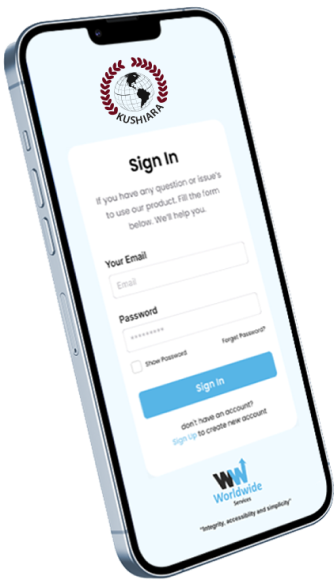 KUSHIARA
Sign In
If you have any question or issue's
to use our product. Fill the form
below. We'll help you.
Your Email
Email
Password
*********
Show Password
Forget Password?
Sign In
don't have an account?
Sign Up to create new account
WW
Worldwide
Services
"Integrity, accessibility and simplicity"